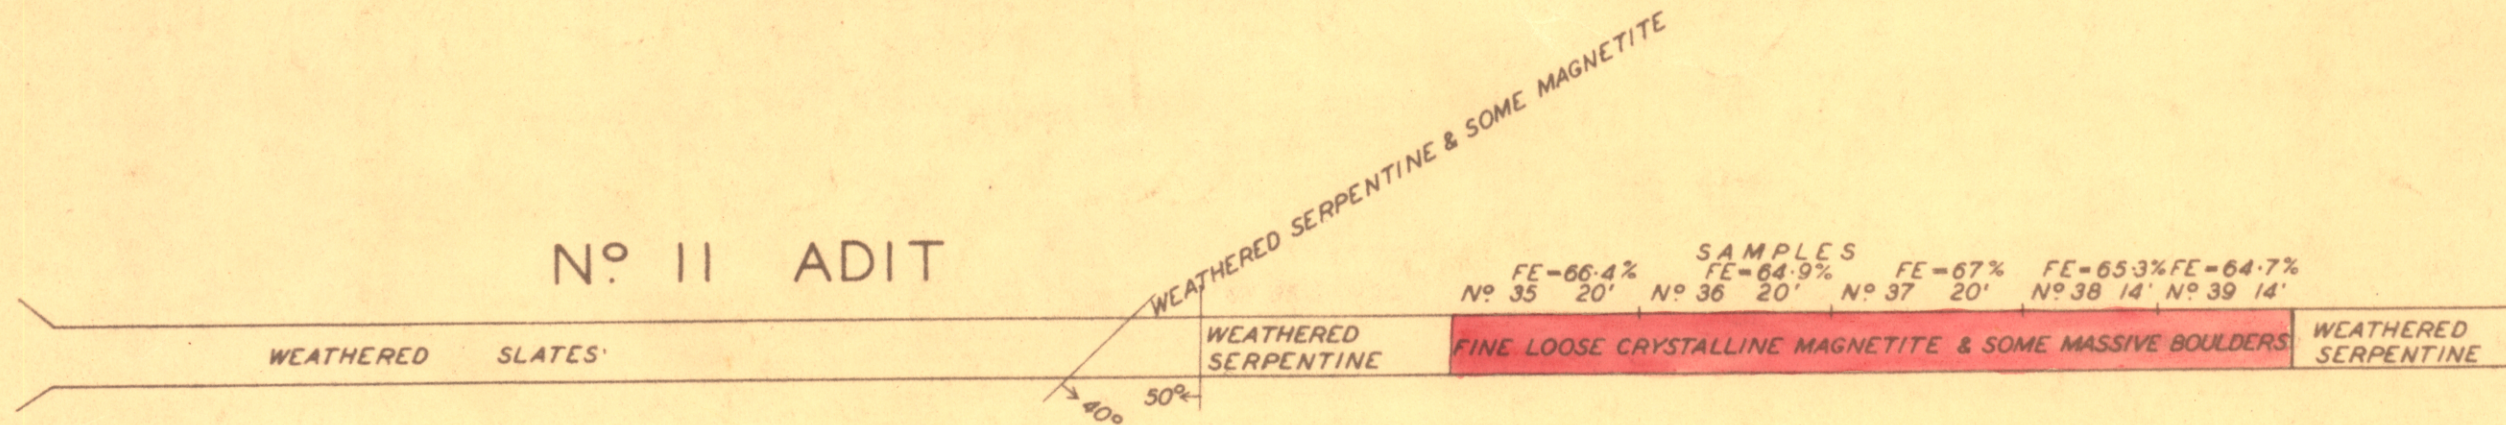 WEATHERED SERPENTINE & SOME MAGNETITE
Nº 11 ADIT
SAMPLES
FE=66·4% FE=64·9% FE=67% FE=65·3% FE=64·7%
Nº 35 20' Nº 36 20' Nº 37 20' Nº 38 14' Nº 39 14'
WEATHERED SLATES
WEATHERED
SERPENTINE
FINE LOOSE CRYSTALLINE MAGNETITE & SOME MASSIVE BOULDERS
WEATHERED
SERPENTINE
40º
50º